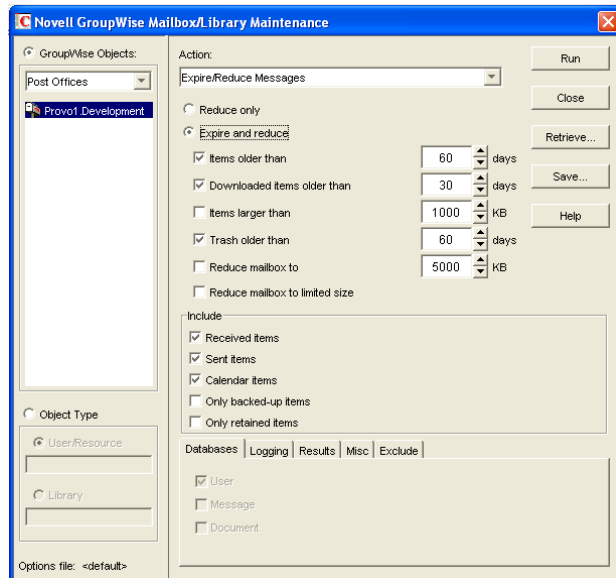 Novell GroupWise Mailbox/Library Maintenance
GroupWise Objects:
Post Offices
Provo1.Development
Object Type
User/Resource
Library
Options file: <default>
Action:
Expire/Reduce Messages
Reduce only
Expire and reduce
Items older than 60 days
Downloaded items older than 30 days
Items larger than 1000 KB
Trash older than 60 days
Reduce mailbox to 5000 KB
Reduce mailbox to limited size
Include
Received items
Sent items
Calendar items
Only backed-up items
Only retained items
Databases Logging Results Misc Exclude
User
Message
Document
Run
Close
Retrieve...
Save...
Help